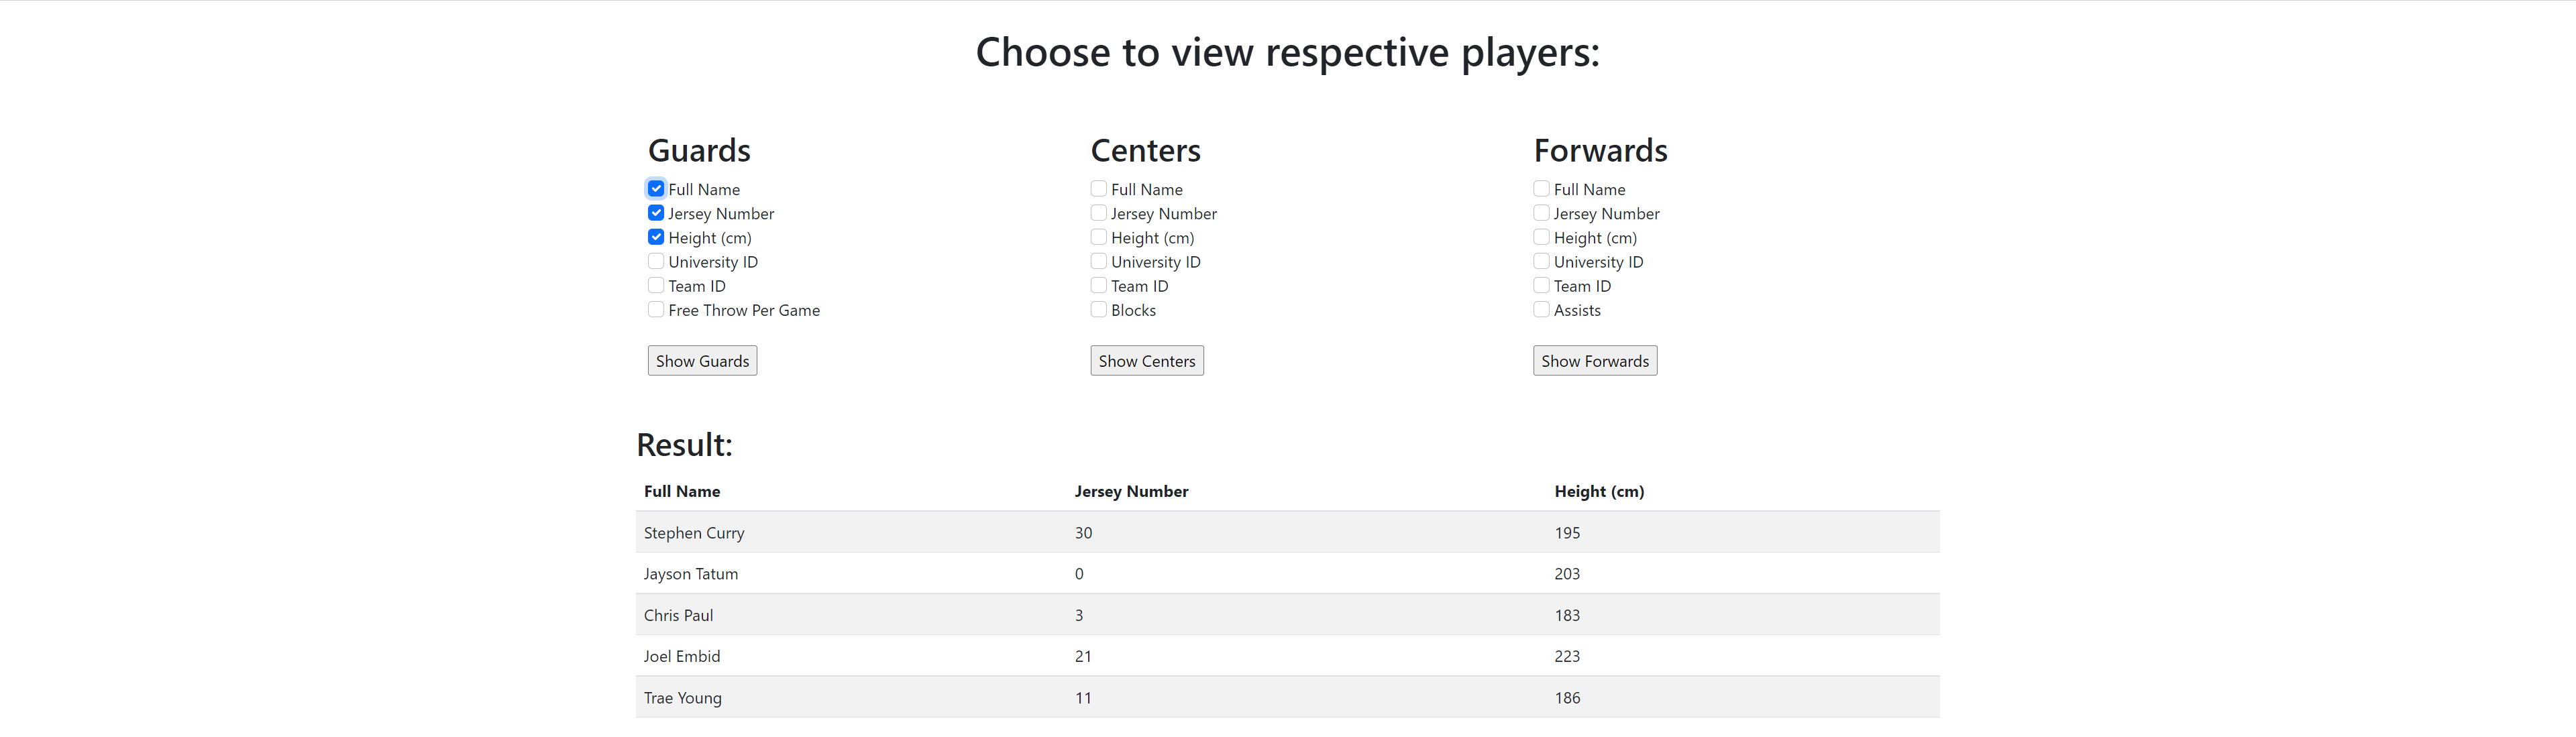 Choose to view respective players:
Guards
Full Name
Jersey Number
Height (cm)
University ID
Team ID
Free Throw Per Game
Show Guards
Centers
Full Name
Jersey Number
Height (cm)
University ID
Team ID
Blocks
Show Centers
Forwards
Full Name
Jersey Number
Height (cm)
University ID
Team ID
Assists
Show Forwards
Result:
Full Name Jersey Number Height (cm)
Stephen Curry 30 195
Jayson Tatum 0 203
Chris Paul 3 183
Joel Embid 21 223
Trae Young 11 186